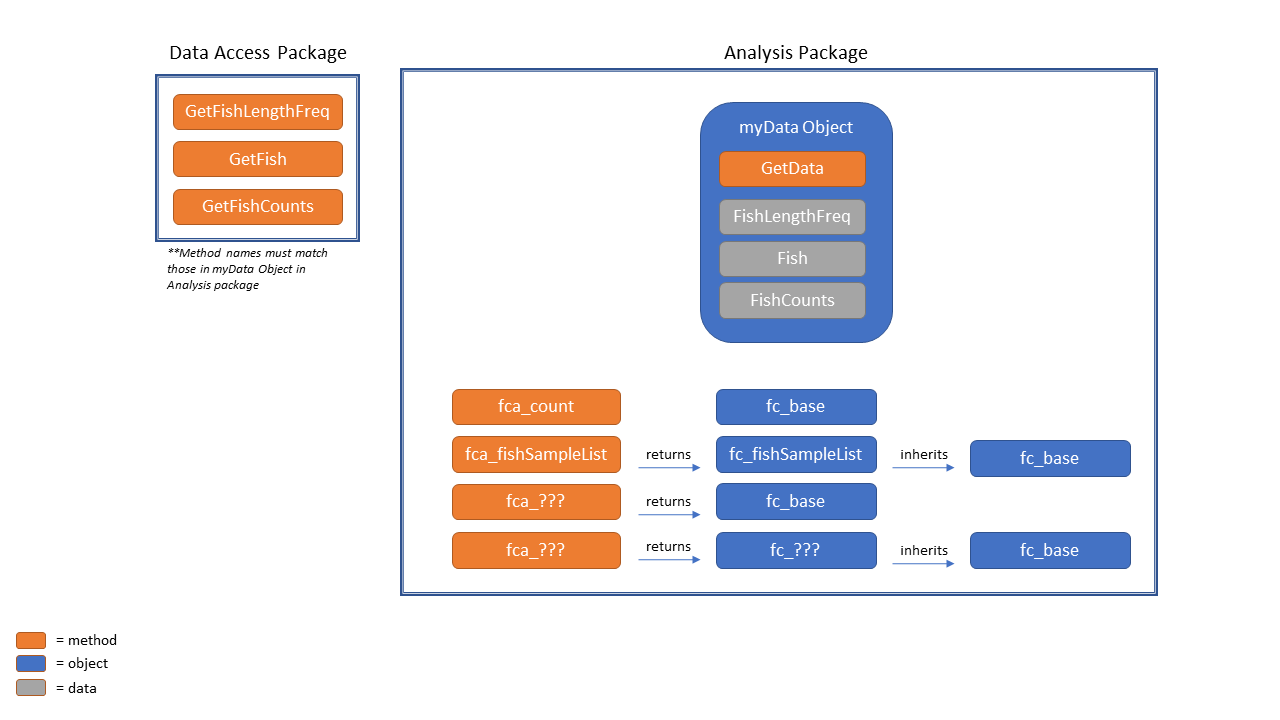 Data Access Package
GetFishLengthFreq
GetFish
GetFishCounts
**Method names must match
those in myData Object in
Analysis package
Analysis Package
myData Object
GetData
FishLengthFreq
Fish
FishCounts
fca_count
fc_base
fca_fishSampleList
returns
fc_fishSampleList
inherits
fc_base
fca_???
returns
fc_base
fca_???
returns
fc_???
inherits
fc_base
= method
= object
= data